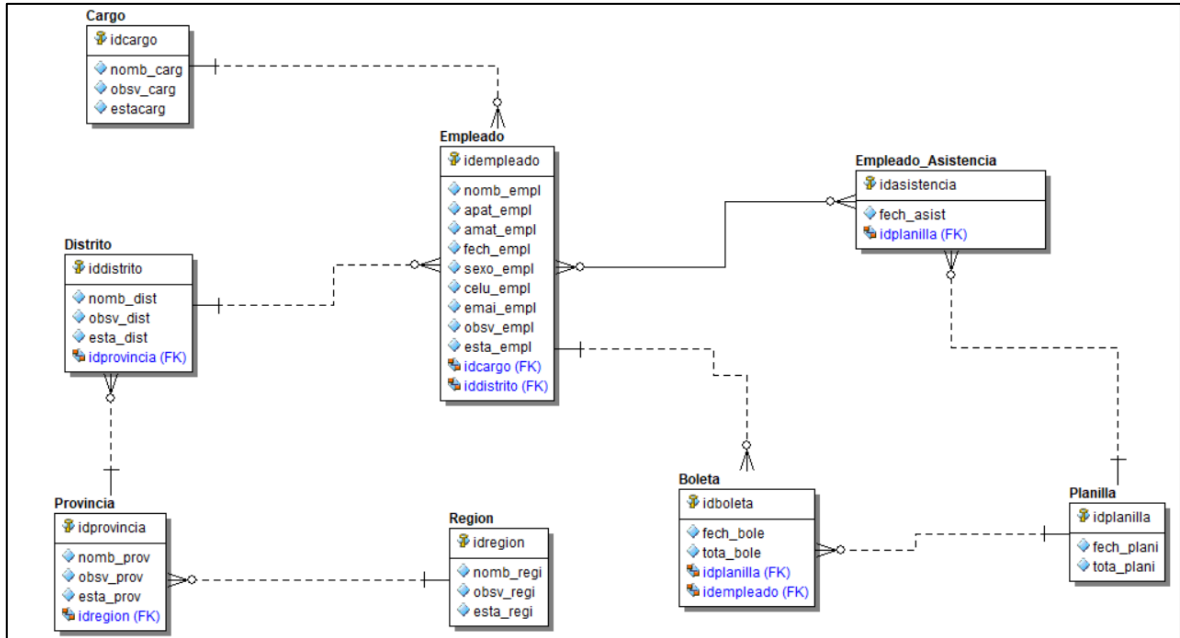 Cargo
idcargo
nomb_carg
obsv_carg
estacarg
Empleado
idempleado
nomb_empl
apat_empl
amat_empl
fech_empl
sexo_empl
celu_empl
emai_empl
obsv_empl
esta_empl
idcargo (FK)
iddistrito (FK)
Empleado_Asistencia
idasistencia
fech_asist
idplanilla (FK)
Distrito
iddistrito
nomb_dist
obsv_dist
esta_dist
idprovincia (FK)
Provincia
idprovincia
nomb_prov
obsv_prov
esta_prov
idregion (FK)
Region
idregion
nomb_regi
obsv_regi
esta_regi
Boleta
idboleta
fech_bole
tota_bole
idplanilla (FK)
idempleado (FK)
Planilla
idplanilla
fech_plani
tota_plani